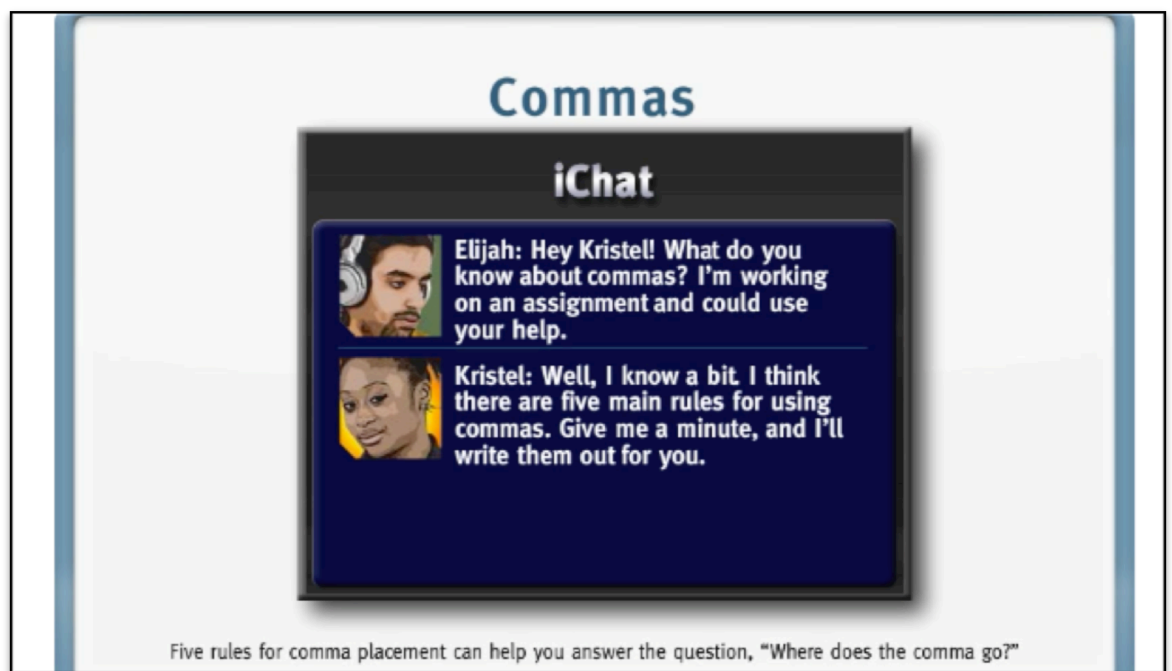 Commas
iChat
Elijah: Hey Kristel! What do you
know about commas? I'm working
on an assignment and could use
your help.
Kristel: Well, I know a bit. I think
there are five main rules for using
commas. Give me a minute, and I'll
write them out for you.
Five rules for comma placement can help you answer the question, “Where does the comma go?”